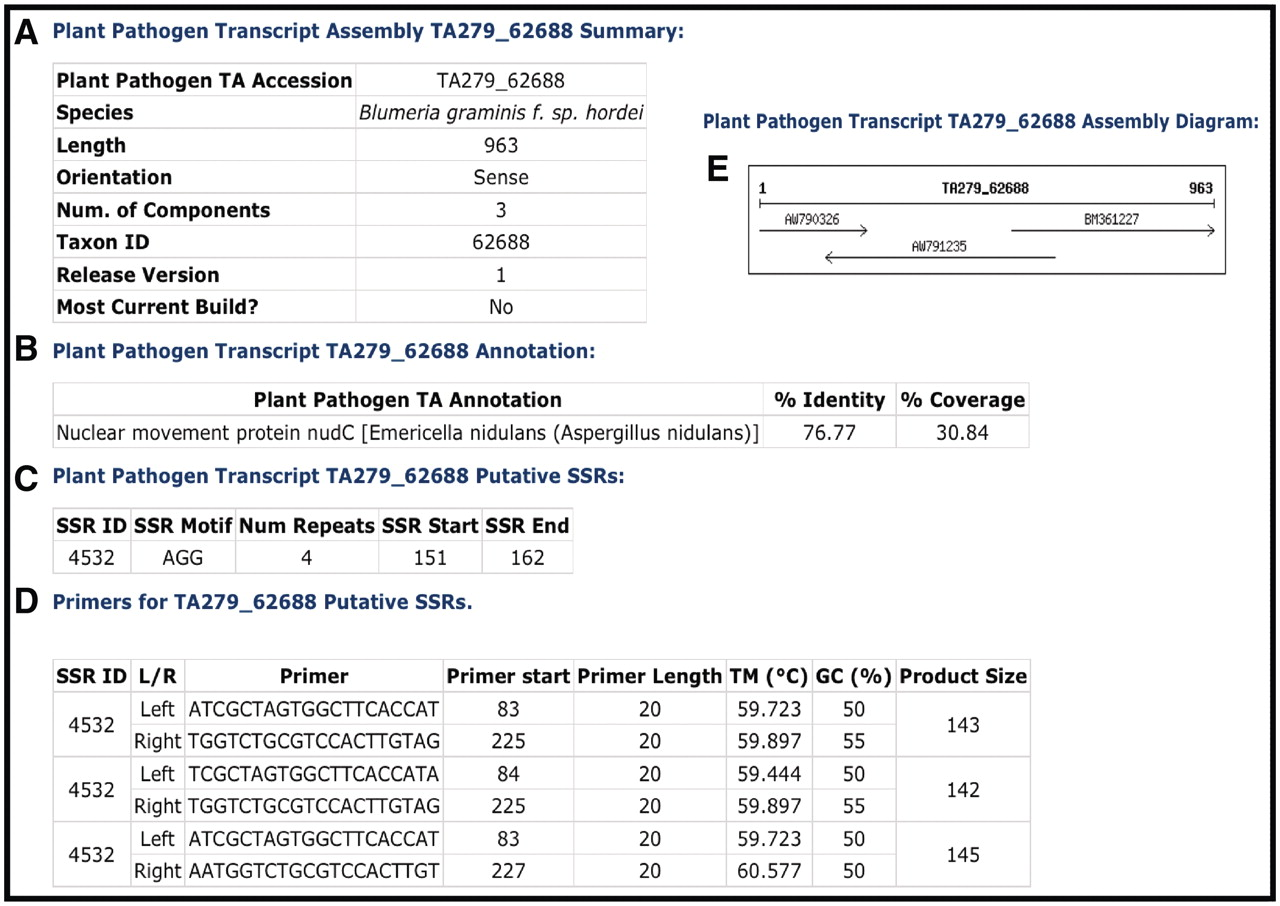 A Plant Pathogen Transcript Assembly TA279_62688 Summary:
Plant Pathogen TA Accession TA279_62688
Species Blumeria graminis f. sp. hordei
Length 963
Orientation Sense
Num. of Components 3
Taxon ID 62688
Release Version 1
Most Current Build? No
Plant Pathogen Transcript TA279_62688 Assembly Diagram:
E
1 TA279_62688 963
AW790326 BM361227
AW791235
B Plant Pathogen Transcript TA279_62688 Annotation:
Plant Pathogen TA Annotation % Identity % Coverage
Nuclear movement protein nudC [Emericella nidulans (Aspergillus nidulans)] 76.77 30.84
C Plant Pathogen Transcript TA279_62688 Putative SSRs:
SSR ID SSR Motif Num Repeats SSR Start SSR End
4532 AGG 4 151 162
D Primers for TA279_62688 Putative SSRs.
SSR ID L/R Primer Primer start Primer Length TM (°C) GC (%) Product Size
4532 Left ATCGCTAGTGGCTTCACCAT 83 20 59.723 50 143
Right TGGTCTGCGTCCACTTGTAG 225 20 59.897 55
4532 Left TCGCTAGTGGCTTCACCATA 84 20 59.444 50 142
Right TGGTCTGCGTCCACTTGTAG 225 20 59.897 55
4532 Left ATCGCTAGTGGCTTCACCAT 83 20 59.723 50 145
Right AATGGTCTGCGTCCACTTGT 227 20 60.577 50